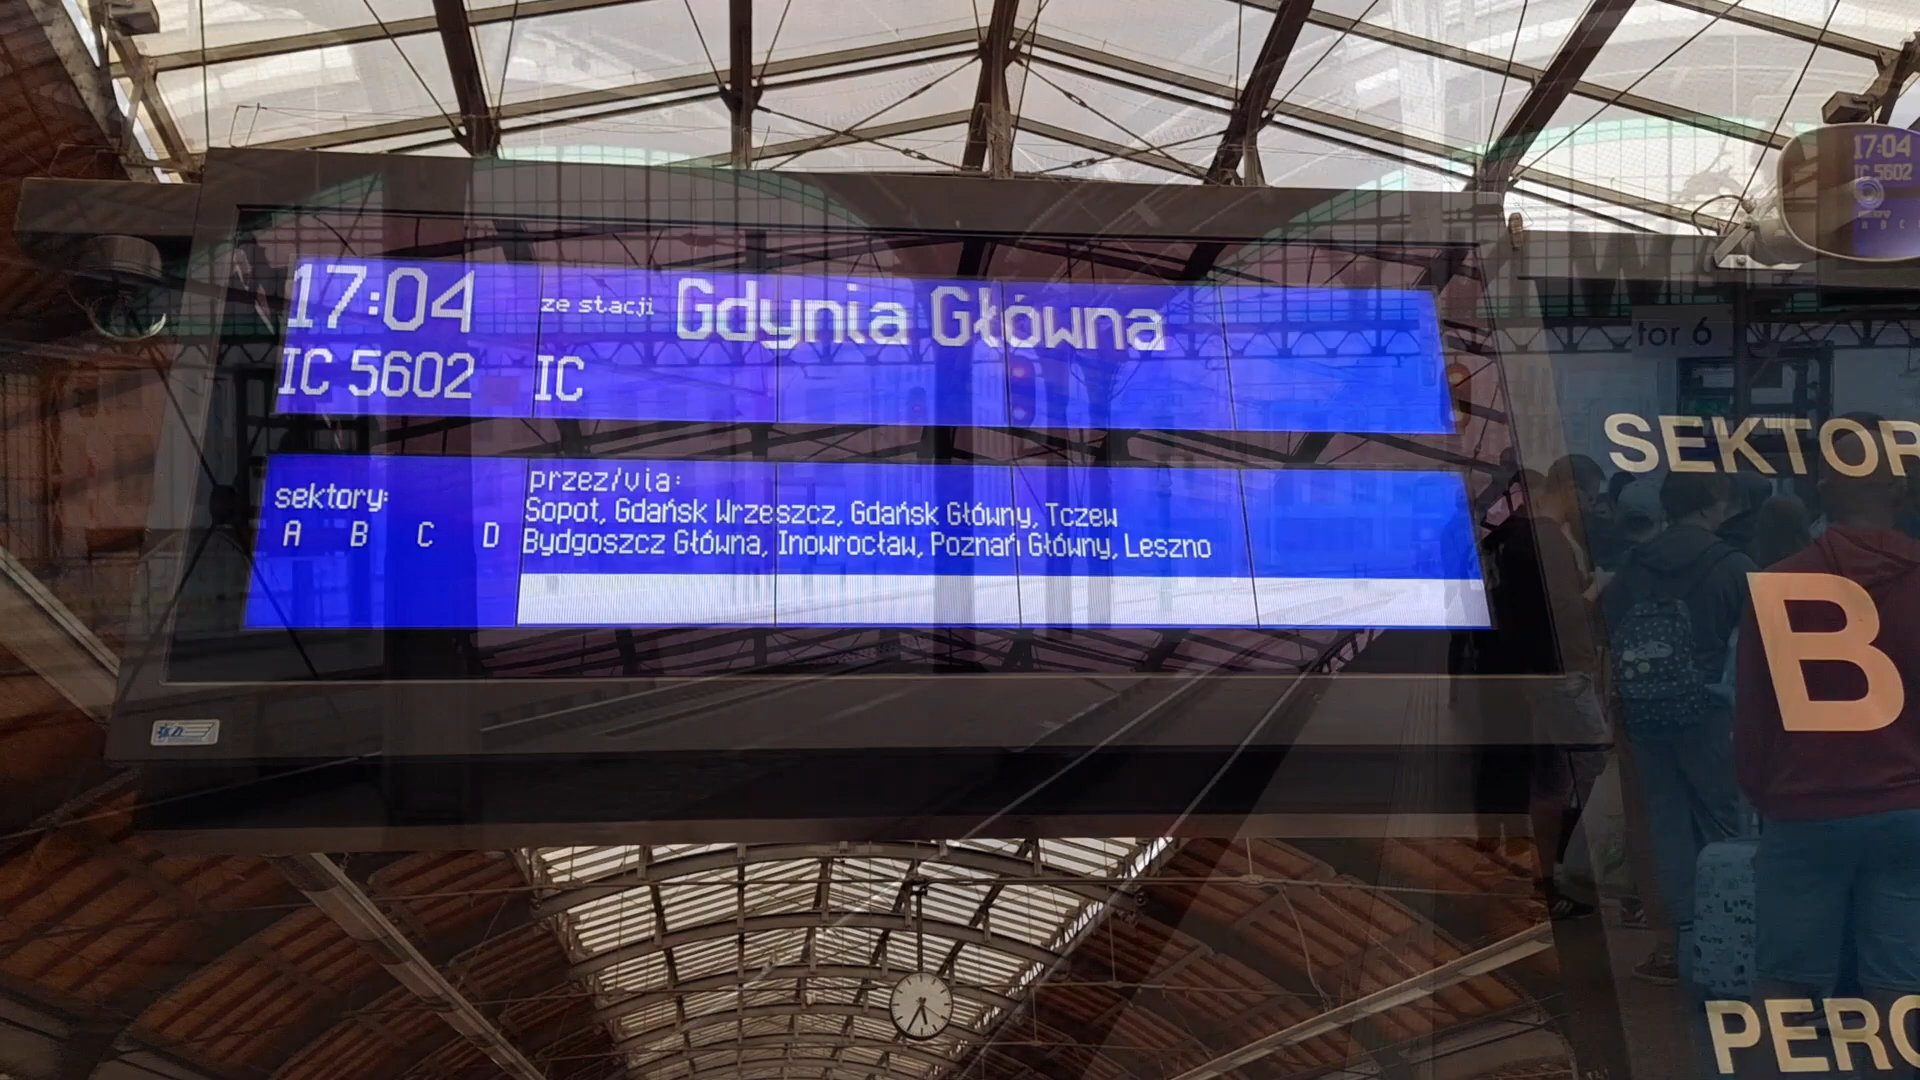 17:04 ze stacji Gdynia Główna
IC 5602 IC
sektory:
A B C D
przez/via:
Sopot, Gdańsk Wrzeszcz, Gdańsk Główny, Tczew
Bydgoszcz Główna, Inowrocław, Poznań Główny, Leszno
17:04
IC 5602
tor 6
SEKTOR
B